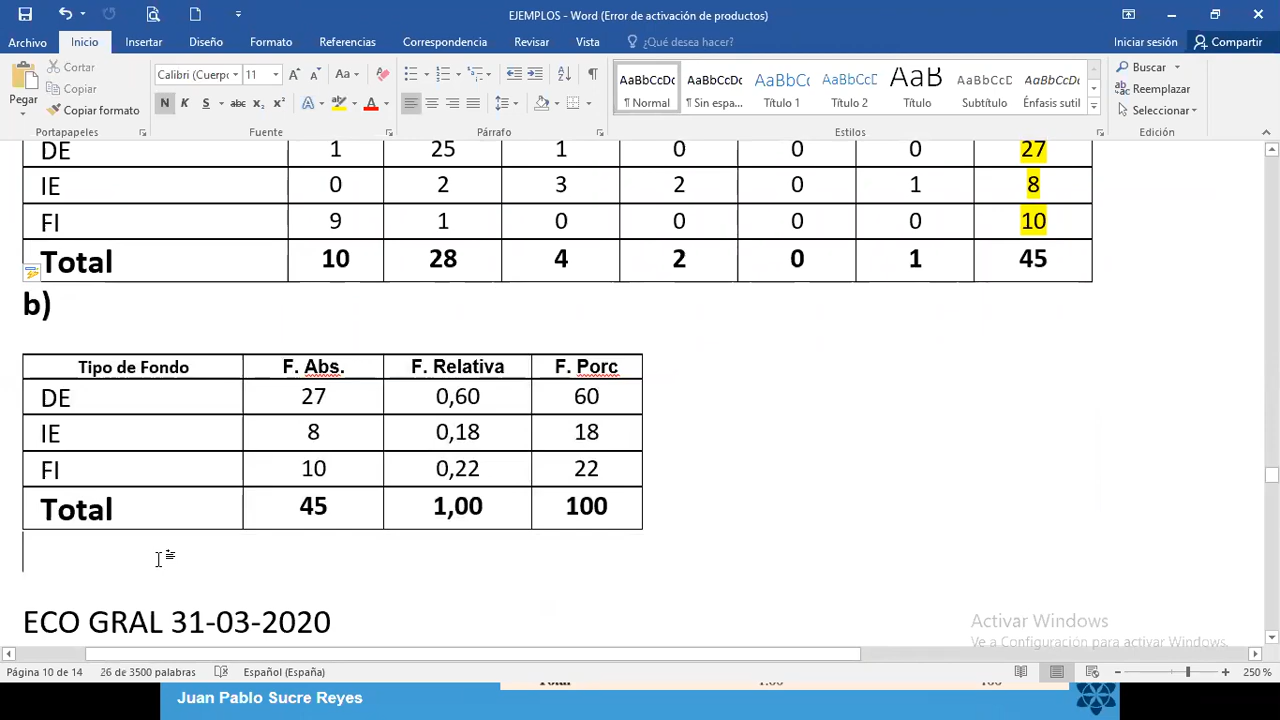 EJEMPLOS - Word (Error de activación de productos)
Archivo Inicio Insertar Diseño Formato Referencias Correspondencia Revisar Vista ¿Qué desea hacer? Iniciar sesión Compartir
Pegar
Cortar
Copiar
Copiar formato
Portapapeles
Calibri (Cuerpo 11
Aa
N K S abc x₂ x² A A
Fuente
Párrafo
AaBbCcDc AaBbCcDc AaBbCcD AaBbCcD AaB AaBbCcD AaBbCcDc
¶ Normal ¶ Sin espa... Título 1 Título 2 Título Subtítulo Énfasis sutil
Estilos
Buscar
Reemplazar
Seleccionar
Edición
DE 1 25 1 0 0 0 27
IE 0 2 3 2 0 1 8
FI 9 1 0 0 0 0 10
Total 10 28 4 2 0 1 45
b)
Tipo de Fondo F. Abs. F. Relativa F. Porc
DE 27 0,60 60
IE 8 0,18 18
FI 10 0,22 22
Total 45 1,00 100
ECO GRAL 31-03-2020
Activar Windows
Ve a Configuración para activar Windows.
Página 10 de 14 26 de 3500 palabras Español (España) 250 %
Juan Pablo Sucre Reyes